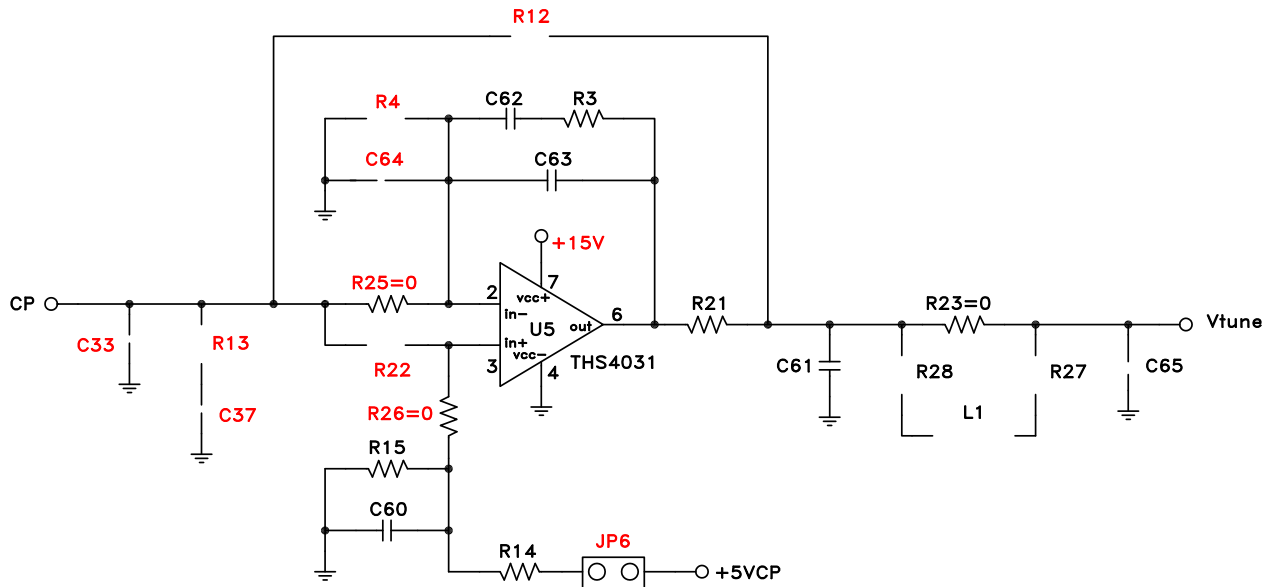 R12
R4
C62
R3
C64
C63
+15V
R25=0
2
7
vcc+
in-
U5
out
6
R21
R23=0
Vtune
CP
in+
vcc-
3
4
THS4031
C33
R13
R22
C61
R28
R27
C65
C37
R26=0
L1
R15
C60
R14
JP6
+5VCP